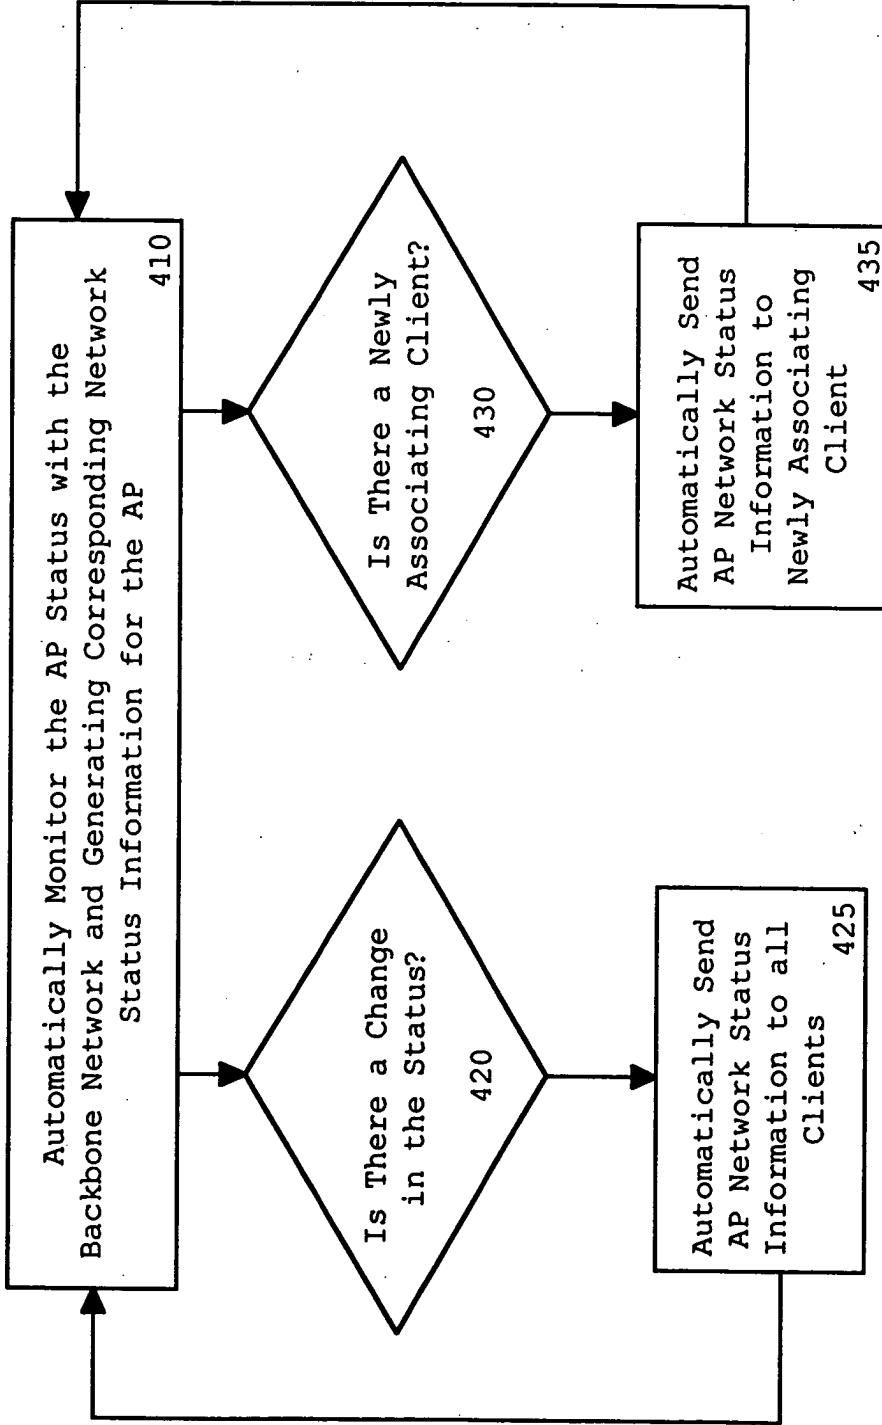 Automatically Monitor the AP Status with the
Backbone Network and Generating Corresponding Network
Status Information for the AP
410
Is There a Change
in the Status?
420
Automatically Send
AP Network Status
Information to all
Clients
425
Is There a Newly
Associating Client?
430
Automatically Send
AP Network Status
Information to
Newly Associating
Client
435